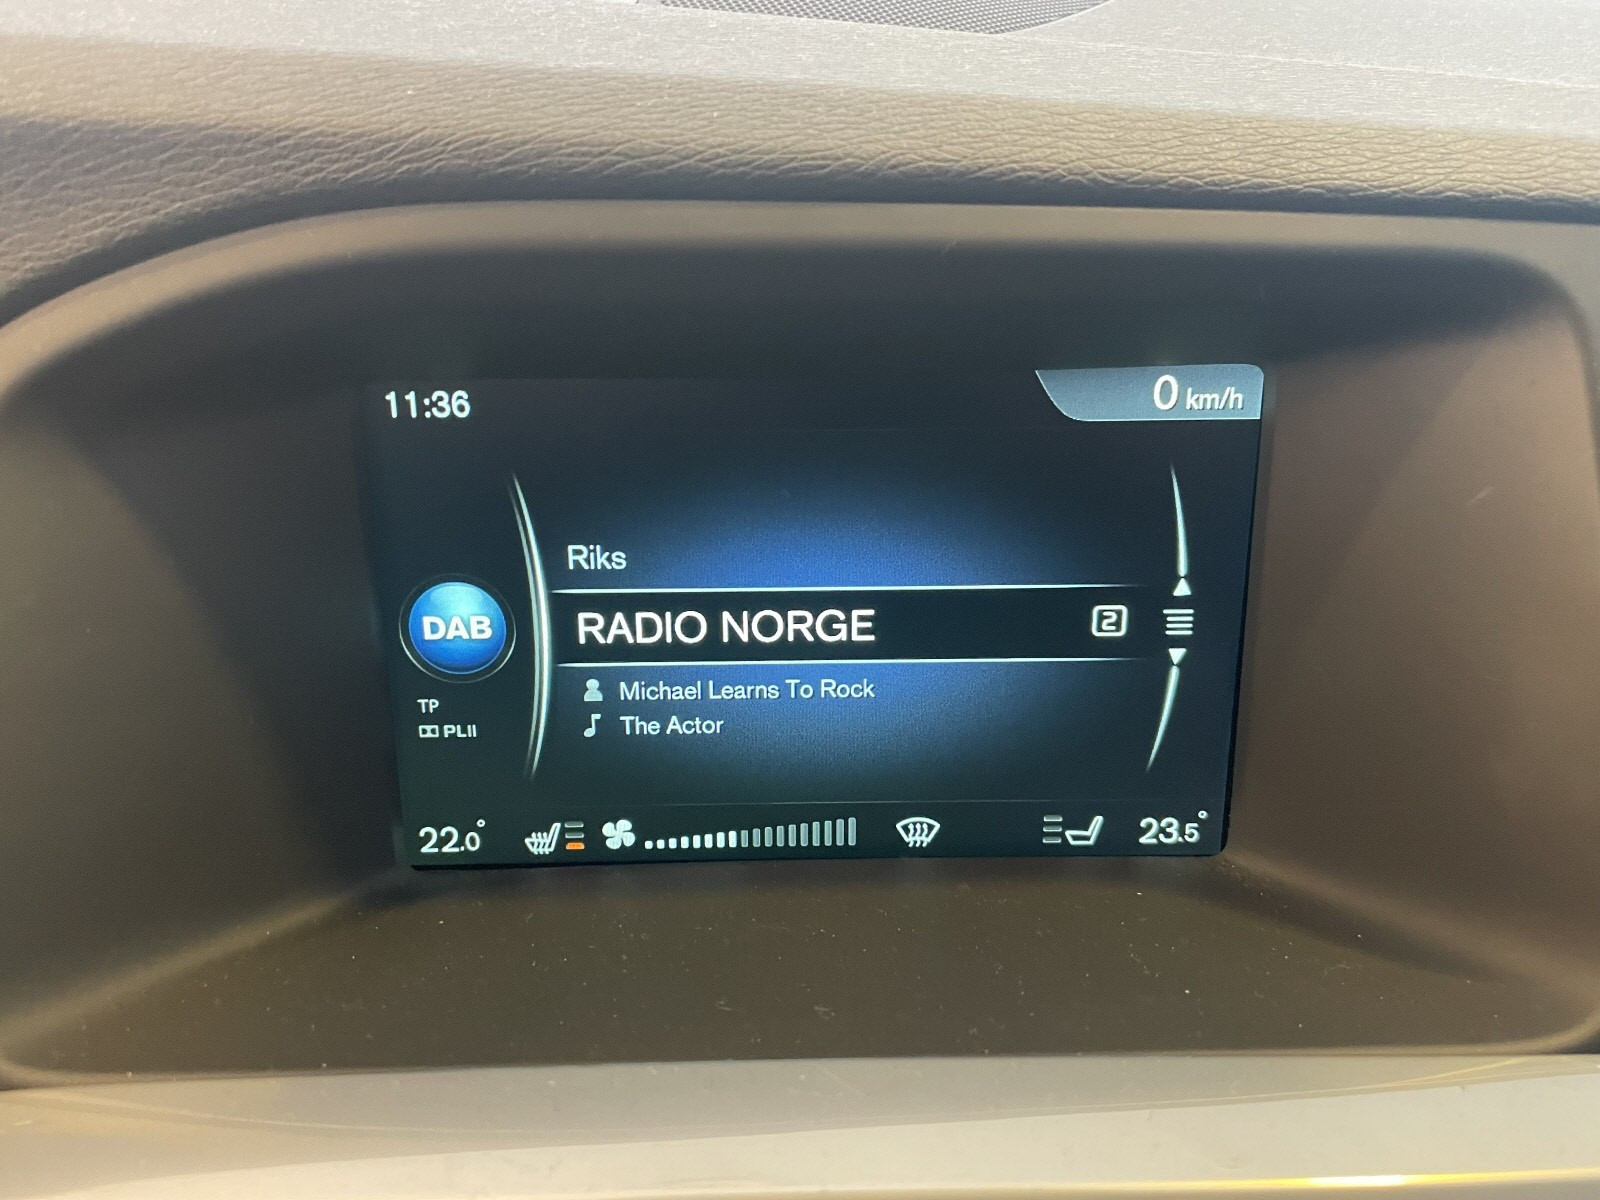 11:36
0 km/h
Riks
DAB
RADIO NORGE
2
Michael Learns To Rock
The Actor
TP
PLII
22.0°
23.5°